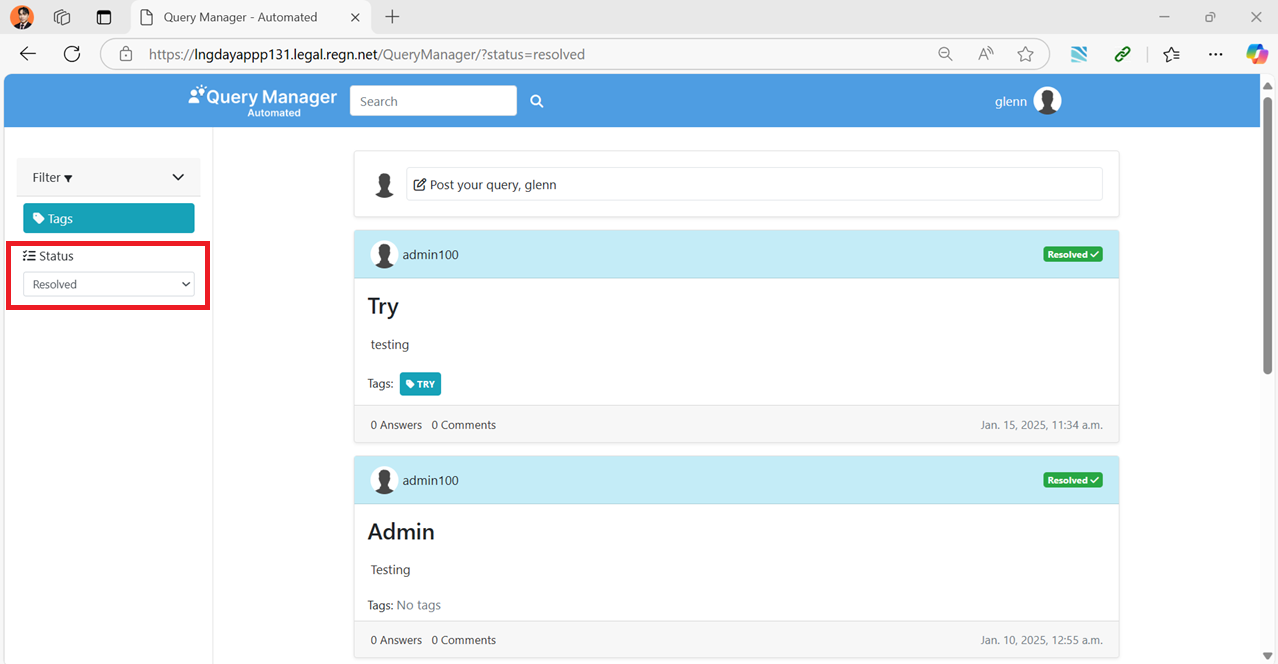 Query Manager - Automated
https://lngdayappp131.legal.regn.net/QueryManager/?status=resolved
Query Manager
Automated
Search
glenn
Filter
Tags
Status
Resolved
Post your query, glenn
admin100
Resolved
Try
testing
Tags: TRY
0 Answers 0 Comments
Jan. 15, 2025, 11:34 a.m.
admin100
Resolved
Admin
Testing
Tags: No tags
0 Answers 0 Comments
Jan. 10, 2025, 12:55 a.m.